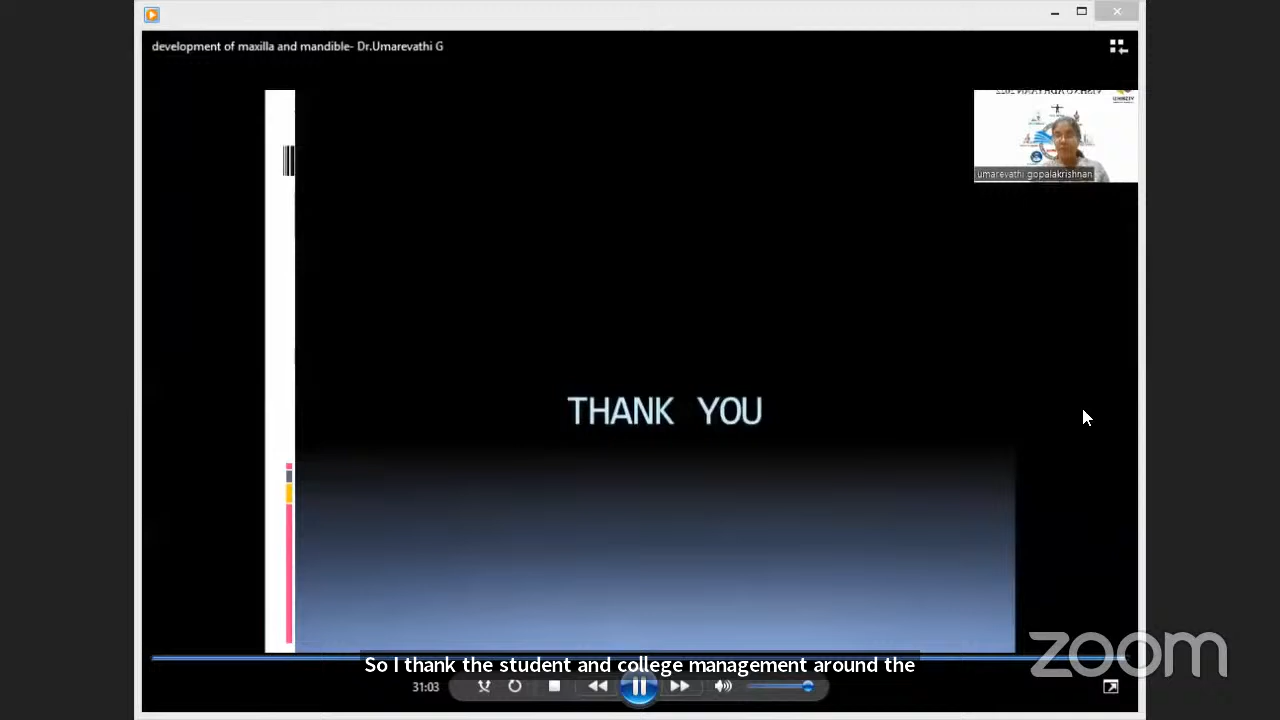 development of maxilla and mandible- Dr.Umarevathi G
umarevathi gopalakrishnan
THANK YOU
zoom
So I thank the student and college management around the
31:03